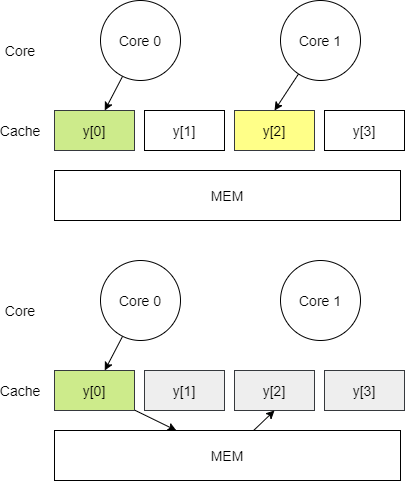 Core
Core 0
Core 1
Cache
y[0]
y[1]
y[2]
y[3]
MEM
Core
Core 0
Core 1
Cache
y[0]
y[1]
y[2]
y[3]
MEM